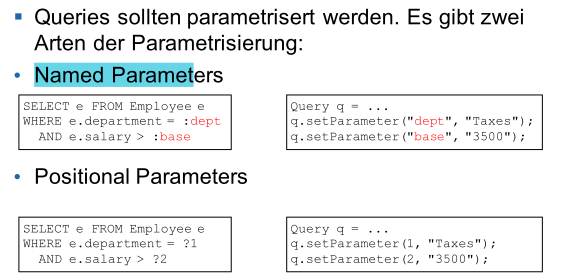 ▪ Queries sollten parametrisert werden. Es gibt zwei
Arten der Parametrisierung:
• Named Parameters
SELECT e FROM Employee e
WHERE e.department = :dept
AND e.salary > :base
Query q = ...
q.setParameter("dept", "Taxes");
q.setParameter("base", "3500");
• Positional Parameters
SELECT e FROM Employee e
WHERE e.department = ?1
AND e.salary > ?2
Query q = ...
q.setParameter(1, "Taxes");
q.setParameter(2, "3500");